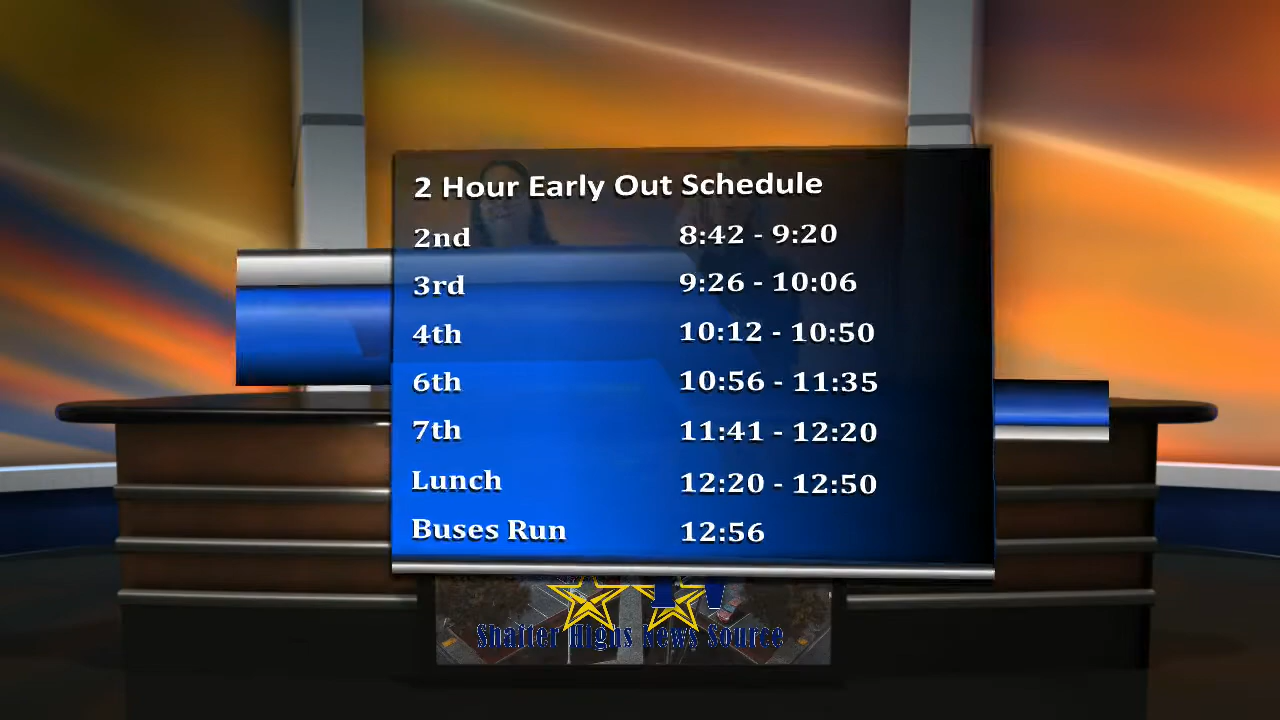 2 Hour Early Out Schedule
2nd 8:42 - 9:20
3rd 9:26 - 10:06
4th 10:12 - 10:50
6th 10:56 - 11:35
7th 11:41 - 12:20
Lunch 12:20 - 12:50
Buses Run 12:56
TV
Shafter Highs News Source